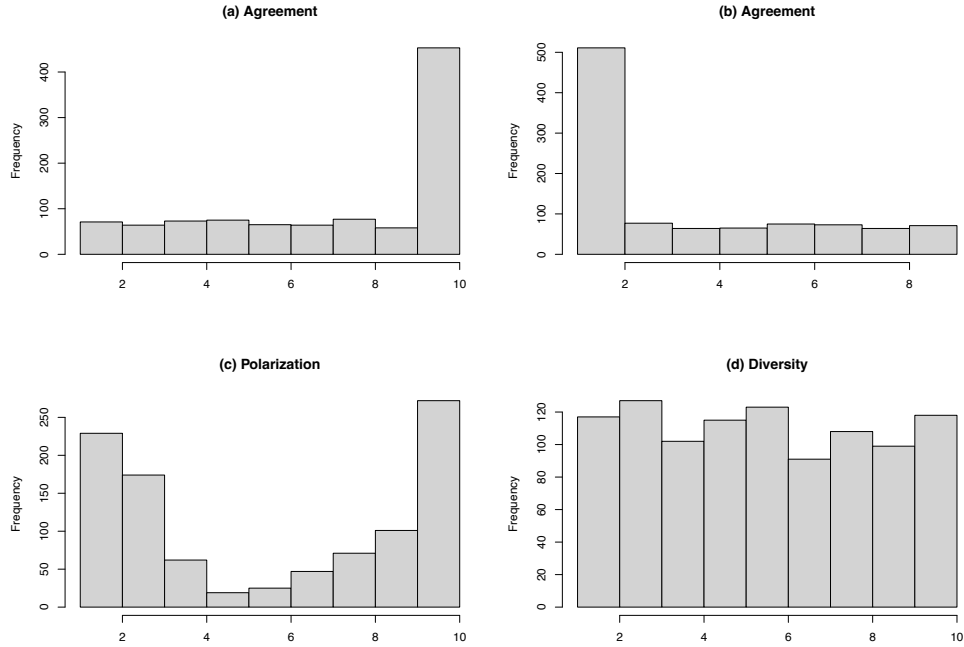 (a) Agreement
Frequency
0 100 200 300 400
2 4 6 8 10
(b) Agreement
Frequency
0 100 200 300 400 500
2 4 6 8
(c) Polarization
Frequency
0 50 100 150 200 250
2 4 6 8 10
(d) Diversity
Frequency
0 20 40 60 80 100 120
2 4 6 8 10